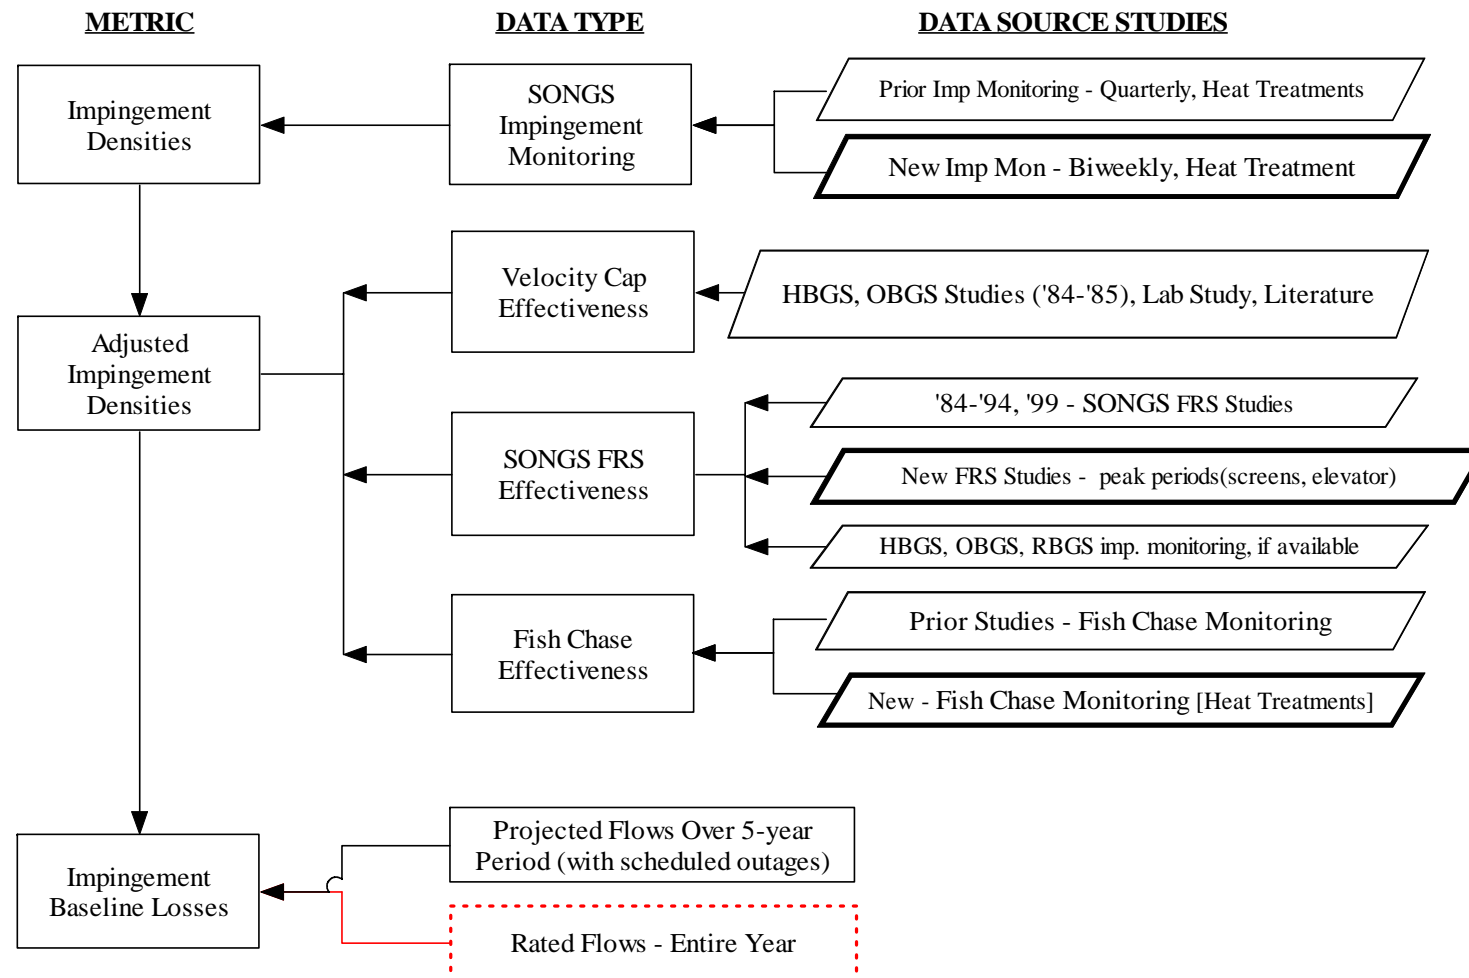 METRIC
DATA TYPE
DATA SOURCE STUDIES
Impingement
Densities
SONGS
Impingement
Monitoring
Prior Imp Monitoring - Quarterly, Heat Treatments
New Imp Mon - Biweekly, Heat Treatment
Velocity Cap
Effectiveness
HBGS, OBGS Studies ('84-'85), Lab Study, Literature
Adjusted
Impingement
Densities
SONGS FRS
Effectiveness
'84-'94, '99 - SONGS FRS Studies
New FRS Studies -  peak periods(screens, elevator)
HBGS, OBGS, RBGS imp. monitoring, if available
Fish Chase
Effectiveness
Prior Studies - Fish Chase Monitoring
New - Fish Chase Monitoring [Heat Treatments]
Impingement
Baseline Losses
Projected Flows Over 5-year
Period (with scheduled outages)
Rated Flows - Entire Year